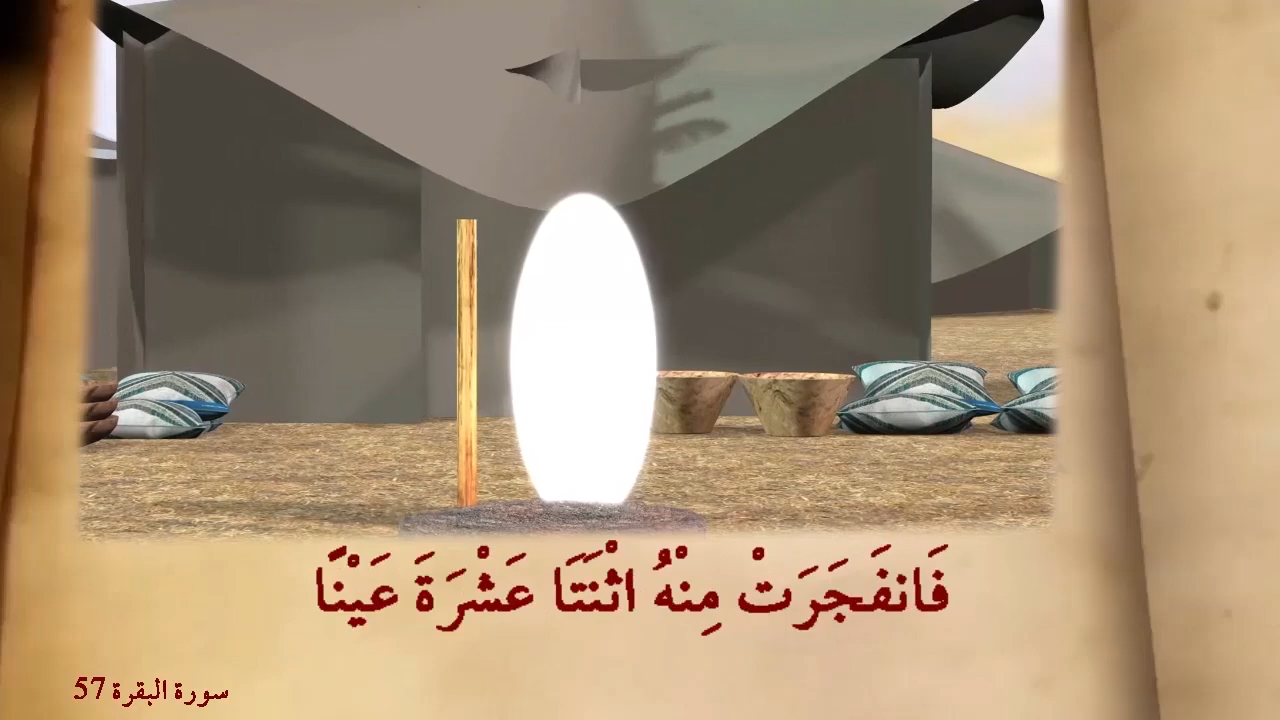 فَانفَجَرَتْ مِنْهُ اثْنَتَا عَشْرَةَ عَيْنًا
سورة البقرة 57